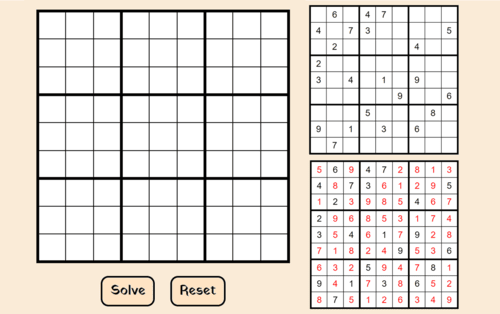 6 4 7
4 7 3 5
2 4
2
3 4 1 9
9 6
5 8
9 1 3 6
7
5 6 9 4 7 2 8 1 3
4 8 7 3 6 1 2 9 5
1 2 3 9 8 5 4 6 7
2 9 6 8 5 3 1 7 4
3 5 4 6 1 7 9 2 8
7 1 8 2 4 9 5 3 6
6 3 2 5 9 4 7 8 1
9 4 1 7 3 8 6 5 2
8 7 5 1 2 6 3 4 9
Solve Reset